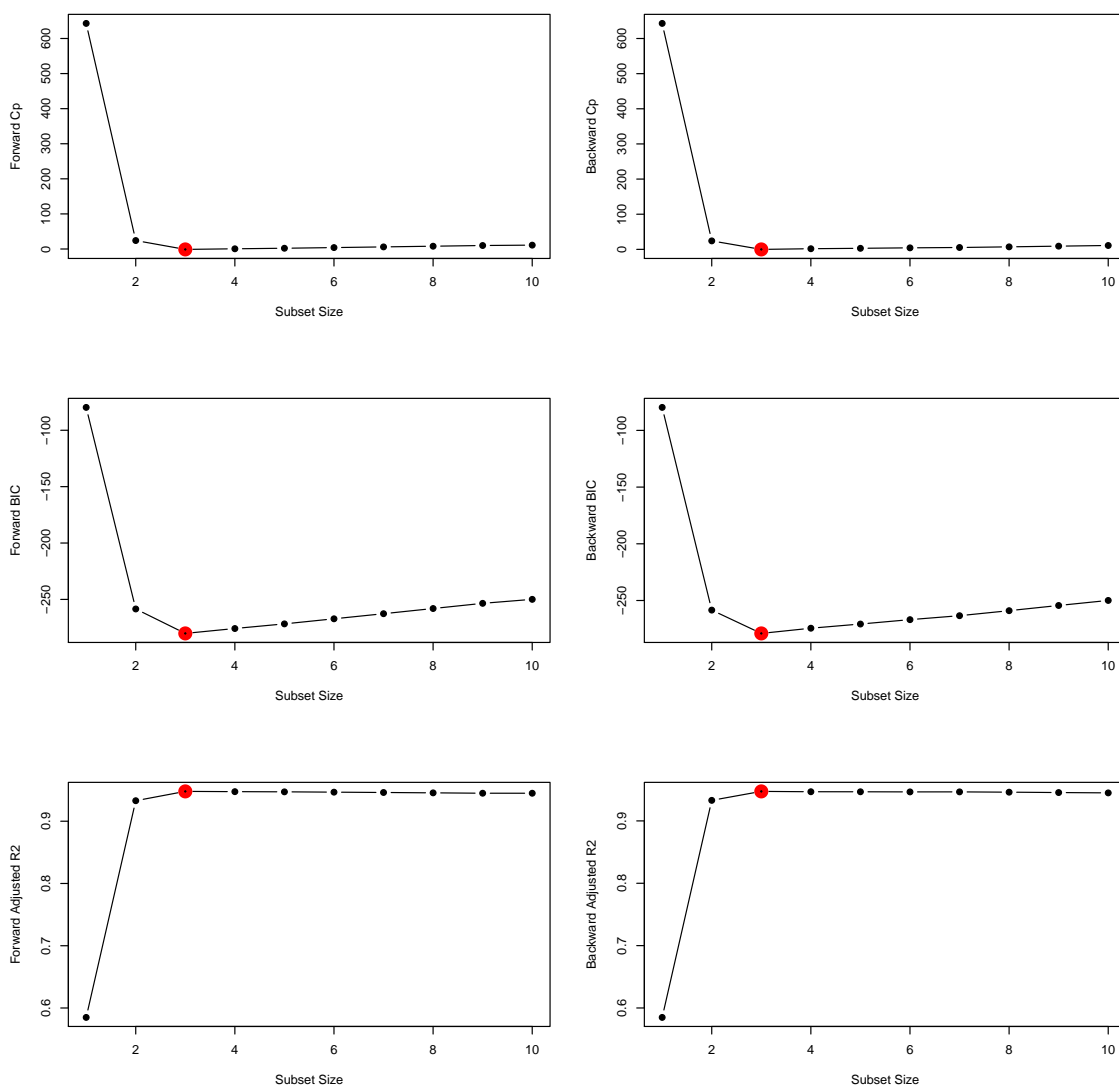 Forward Cp
600
500
400
300
200
100
0
2 4 6 8 10
Subset Size
Backward Cp
600
500
400
300
200
100
0
2 4 6 8 10
Subset Size
Forward BIC
−100
−150
−200
−250
2 4 6 8 10
Subset Size
Backward BIC
−100
−150
−200
−250
2 4 6 8 10
Subset Size
Forward Adjusted R2
0.9
0.8
0.7
0.6
2 4 6 8 10
Subset Size
Backward Adjusted R2
0.9
0.8
0.7
0.6
2 4 6 8 10
Subset Size